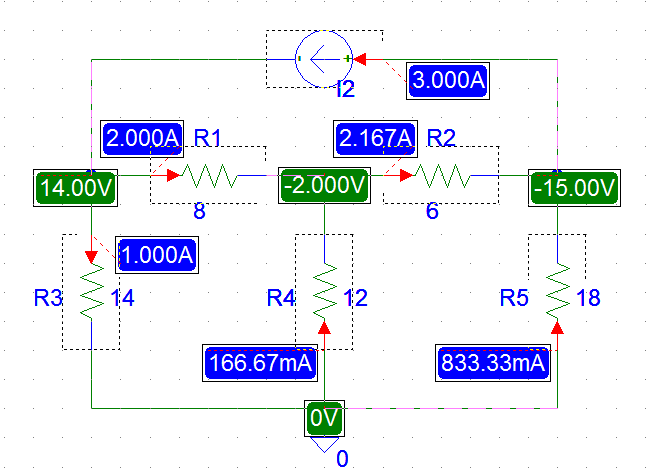 I2
3.000A
2.000A
R1
2.167A
R2
14.00V
-2.000V
-15.00V
8
6
1.000A
R3
14
R4
12
R5
18
166.67mA
833.33mA
0V
0